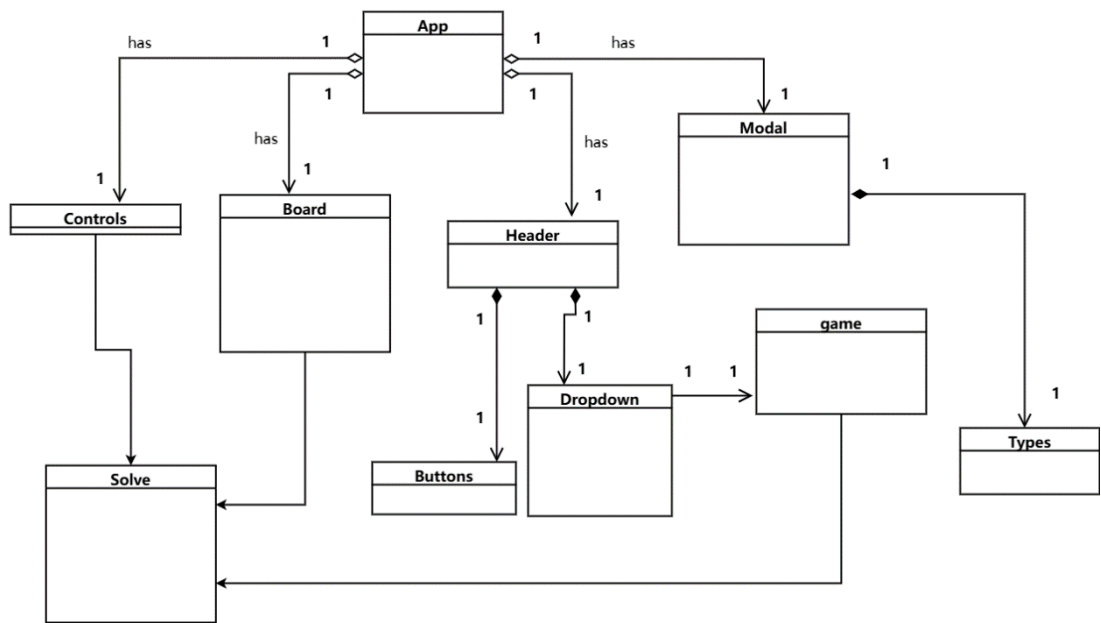 App
has 1
1 has
1
1
has
has
1
1
1
1
Controls
Board
Header
Modal
1
1
1
1
1
1
1
1
game
Dropdown
Buttons
Solve
Types